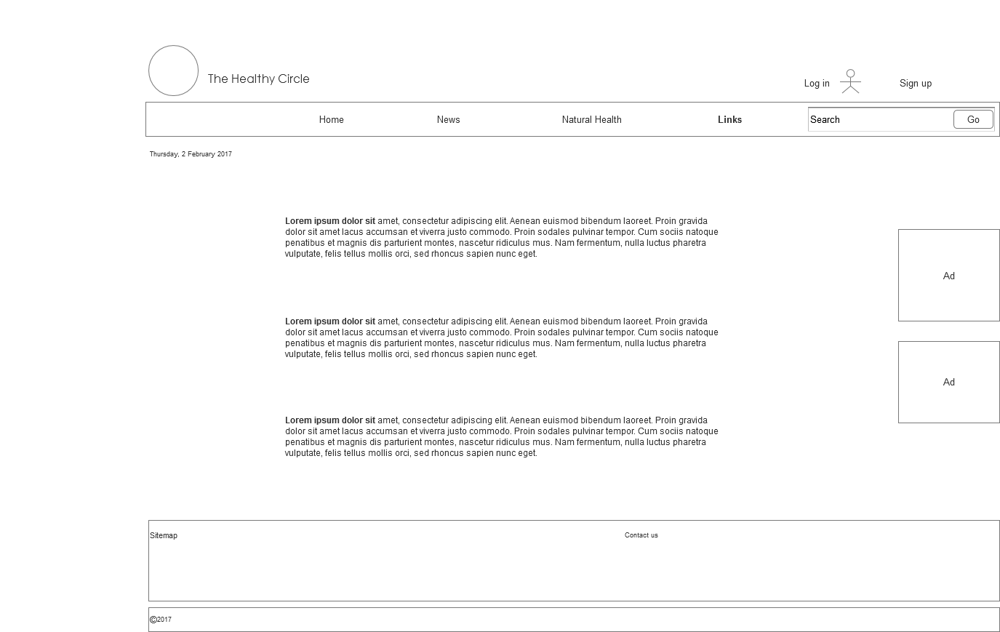 The Healthy Circle
Log in
Sign up
Home
News
Natural Health
Links
Search
Go
Thursday, 2 February 2017
Lorem ipsum dolor sit amet, consectetur adipiscing elit. Aenean euismod bibendum laoreet. Proin gravida
dolor sit amet lacus accumsan et viverra justo commodo. Proin sodales pulvinar tempor. Cum sociis natoque
penatibus et magnis dis parturient montes, nascetur ridiculus mus. Nam fermentum, nulla luctus pharetra
vulputate, felis tellus mollis orci, sed rhoncus sapien nunc eget.
Ad
Lorem ipsum dolor sit amet, consectetur adipiscing elit. Aenean euismod bibendum laoreet. Proin gravida
dolor sit amet lacus accumsan et viverra justo commodo. Proin sodales pulvinar tempor. Cum sociis natoque
penatibus et magnis dis parturient montes, nascetur ridiculus mus. Nam fermentum, nulla luctus pharetra
vulputate, felis tellus mollis orci, sed rhoncus sapien nunc eget.
Ad
Lorem ipsum dolor sit amet, consectetur adipiscing elit. Aenean euismod bibendum laoreet. Proin gravida
dolor sit amet lacus accumsan et viverra justo commodo. Proin sodales pulvinar tempor. Cum sociis natoque
penatibus et magnis dis parturient montes, nascetur ridiculus mus. Nam fermentum, nulla luctus pharetra
vulputate, felis tellus mollis orci, sed rhoncus sapien nunc eget.
Sitemap
Contact us
©2017